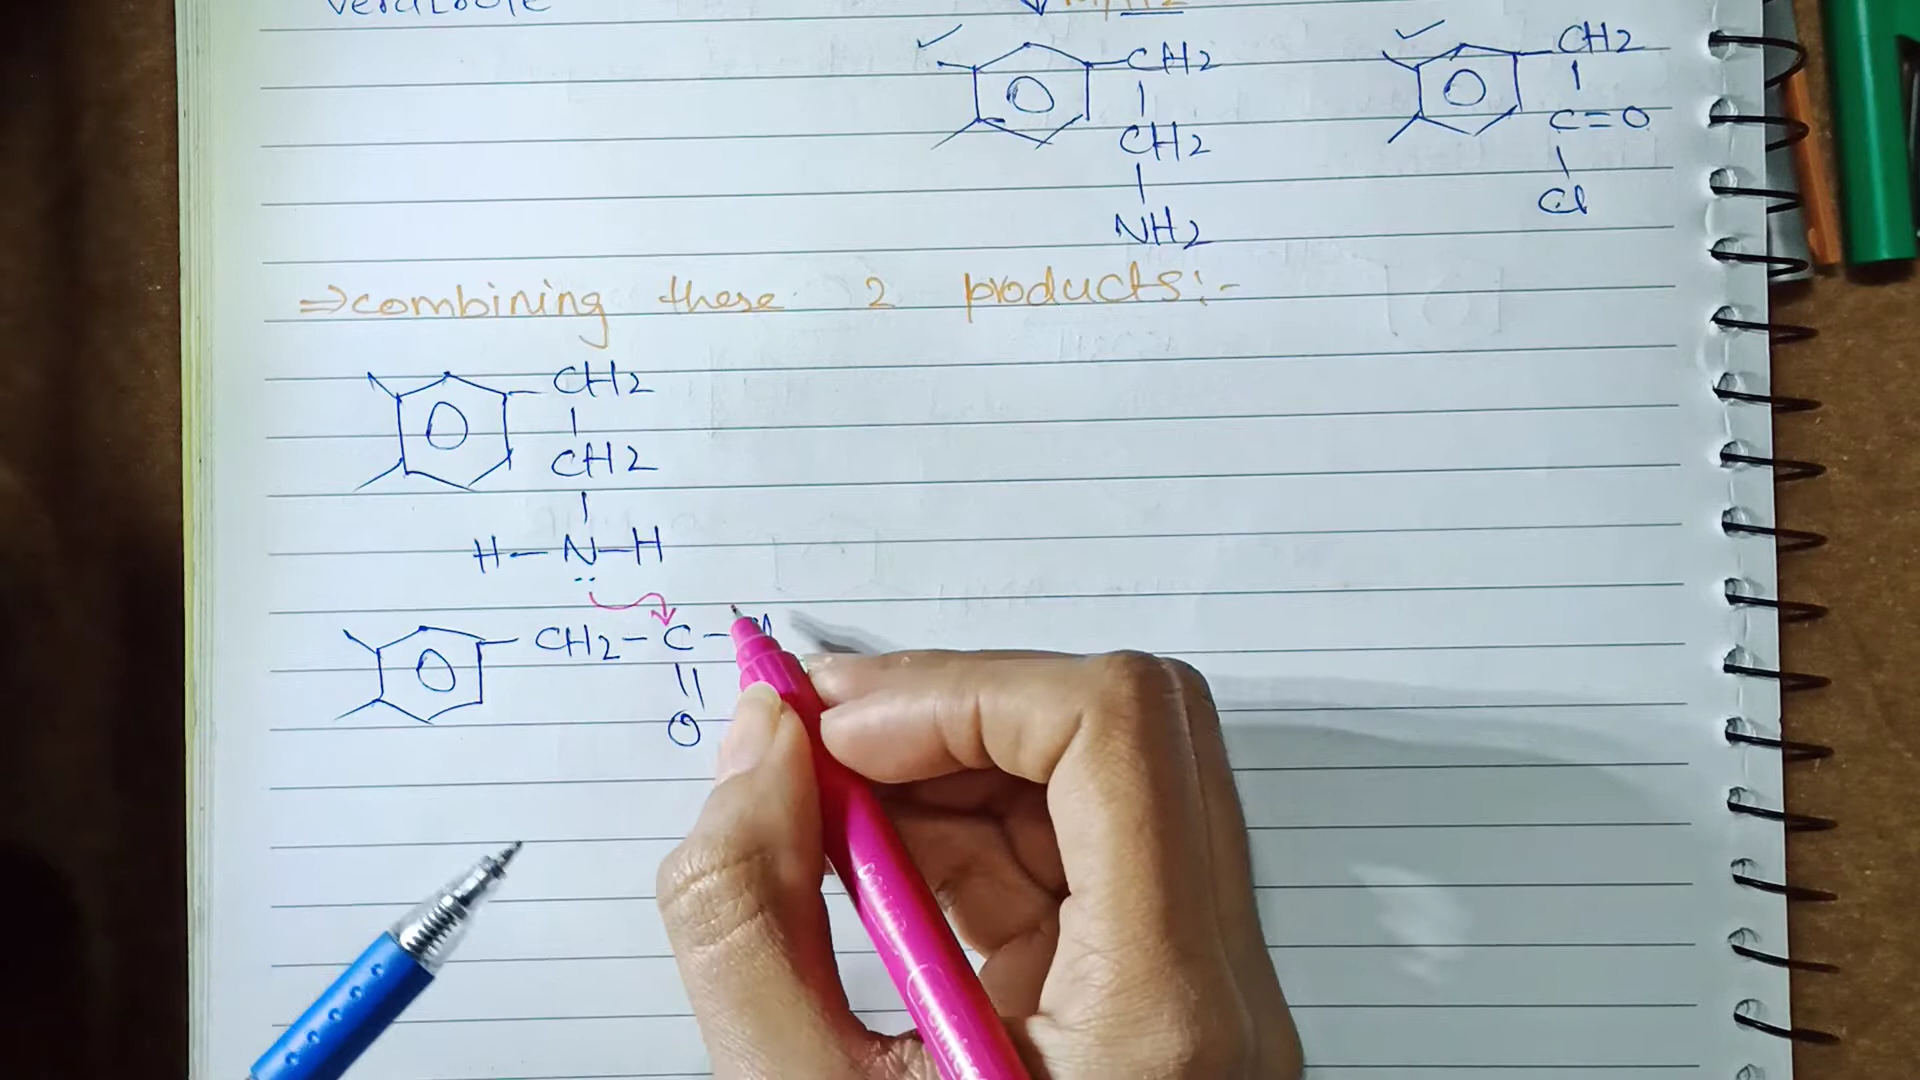 CH2 CH2
CH2 C=O
NH2 Cl
⇒combining these 2 products:-
CH2
CH2
H-N-H
CH2-C-
O